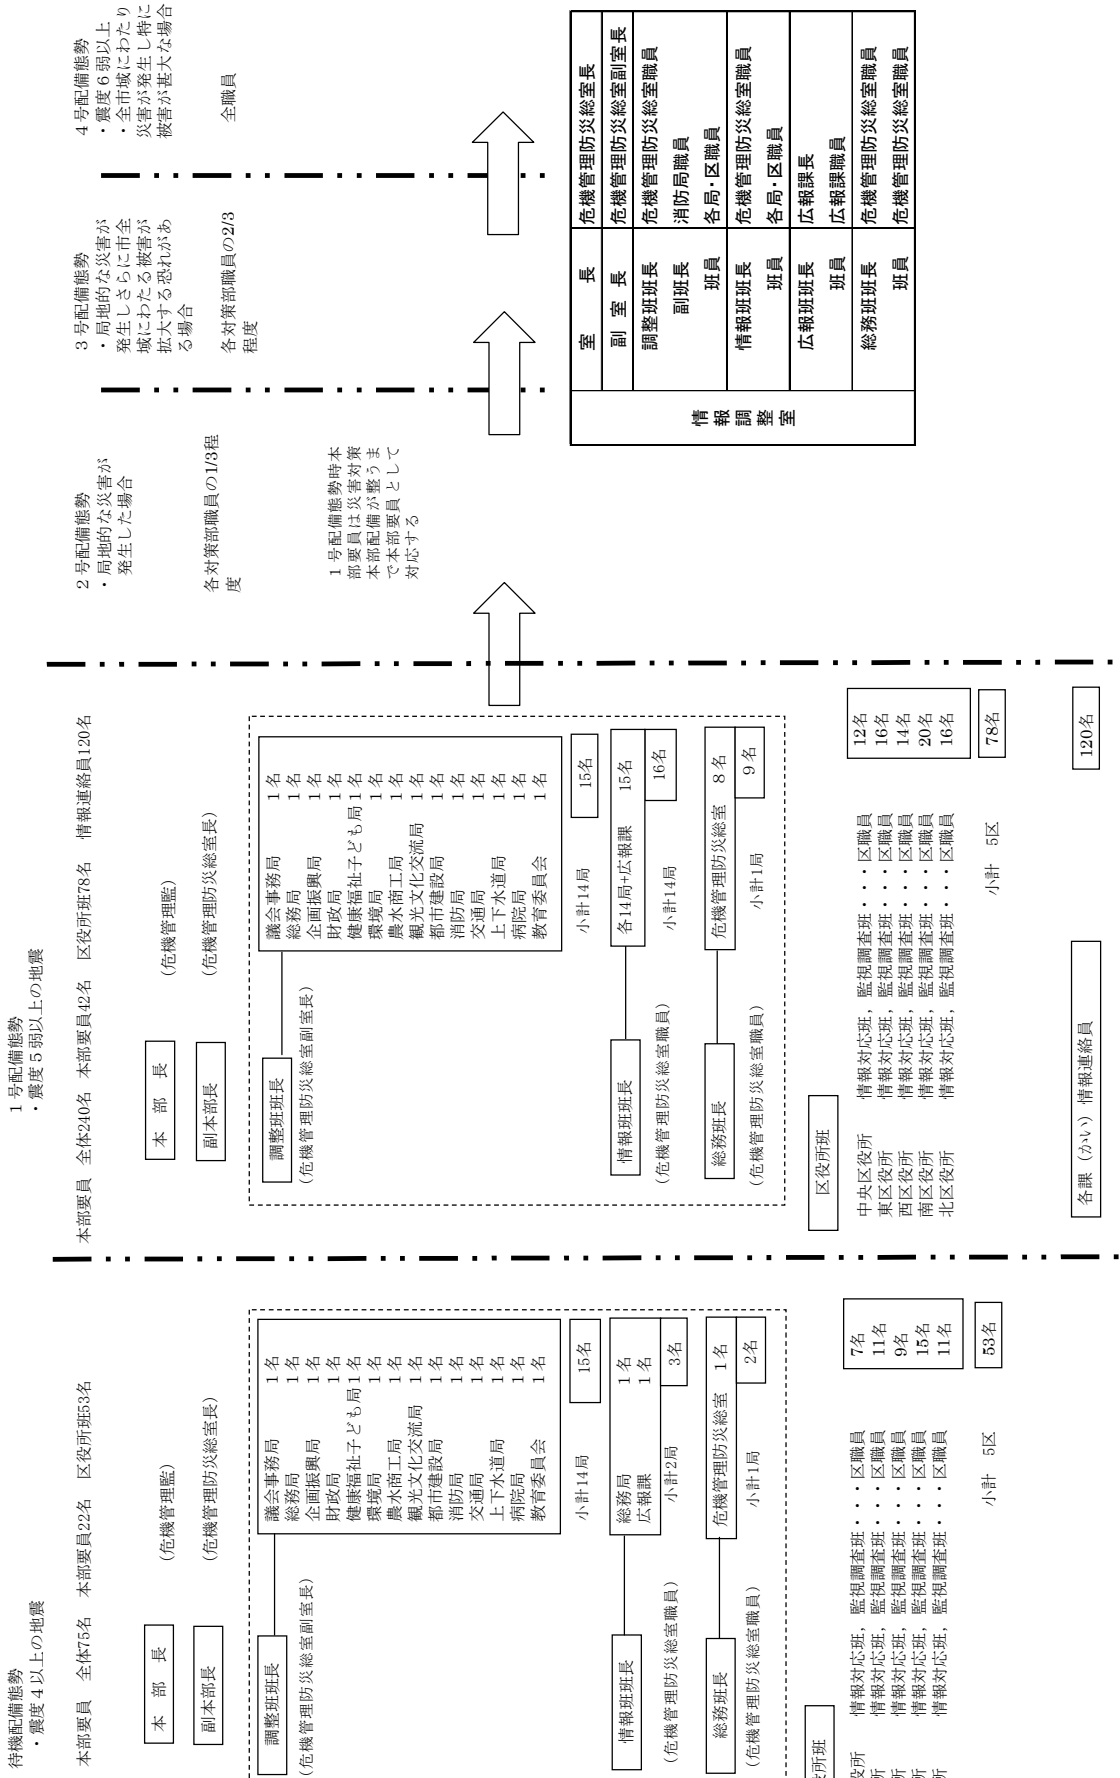 待機配備態勢
・震度４以上の地震
本部要員　全体75名　本部要員22名　区役所班53名
本　部　長　(危機管理監)
副本部長　(危機管理防災総室長)
調整班班長
(危機管理防災総室副室長)
議会事務局　１名
総務局　１名
企画振興局　１名
財政局　１名
健康福祉子ども局１名
環境局　１名
農水商工局　１名
観光文化交流局　１名
都市建設局　１名
消防局　１名
交通局　１名
上下水道局　１名
病院局　１名
教育委員会　１名
小計14局　15名
情報班班長
(危機管理防災総室職員)
総務局　１名
広報課　１名
小計2局　3名
総務班長
(危機管理防災総室職員)
危機管理防災総室　１名
小計1局　2名
役所班
役所　情報対応班，監視調査班・・・区職員　7名
所　情報対応班，監視調査班・・・区職員　11名
所　情報対応班，監視調査班・・・区職員　9名
所　情報対応班，監視調査班・・・区職員　15名
所　情報対応班，監視調査班・・・区職員　11名
小計　5区　53名
１号配備態勢
・震度５弱以上の地震
本部要員　全体240名　本部要員42名　区役所班78名　情報連絡員120名
本　部　長　(危機管理監)
副本部長　(危機管理防災総室長)
調整班班長
(危機管理防災総室副室長)
議会事務局　１名
総務局　１名
企画振興局　１名
財政局　１名
健康福祉子ども局１名
環境局　１名
農水商工局　１名
観光文化交流局　１名
都市建設局　１名
消防局　１名
交通局　１名
上下水道局　１名
病院局　１名
教育委員会　１名
小計14局　15名
情報班班長
(危機管理防災総室職員)
各14局+広報課　15名
小計14局　16名
総務班長
(危機管理防災総室職員)
危機管理防災総室　８名
小計1局　９名
区役所班
中央区役所　情報対応班，監視調査班・・・区職員　12名
東区役所　情報対応班，監視調査班・・・区職員　16名
西区役所　情報対応班，監視調査班・・・区職員　14名
南区役所　情報対応班，監視調査班・・・区職員　20名
北区役所　情報対応班，監視調査班・・・区職員　16名
小計　5区　78名
各課（かい）情報連絡員　120名
２号配備態勢
・局地的な災害が
発生した場合
各対策部職員の1/3程
度
１号配備態勢時本
部要員は災害対策
本部配備が整うま
で本部要員として
対応する
３号配備態勢
・局地的な災害が
発生しさらに市全
域にわたる被害が
拡大する恐れがあ
る場合
各対策部職員の2/3
程度
４号配備態勢
・震度６弱以上
・全市域にわたり
災害が発生し特に
被害が甚大な場合
全職員
情報調整室
室　　長　危機管理防災総室長
副　室　長　危機管理防災総室副室長
調整班班長　危機管理防災総室職員
副班長　消防局職員
班員　各局・区職員
情報班班長　危機管理防災総室職員
班員　各局・区職員
広報班班長　広報課長
班員　広報課職員
総務班班長　危機管理防災総室職員
班員　危機管理防災総室職員